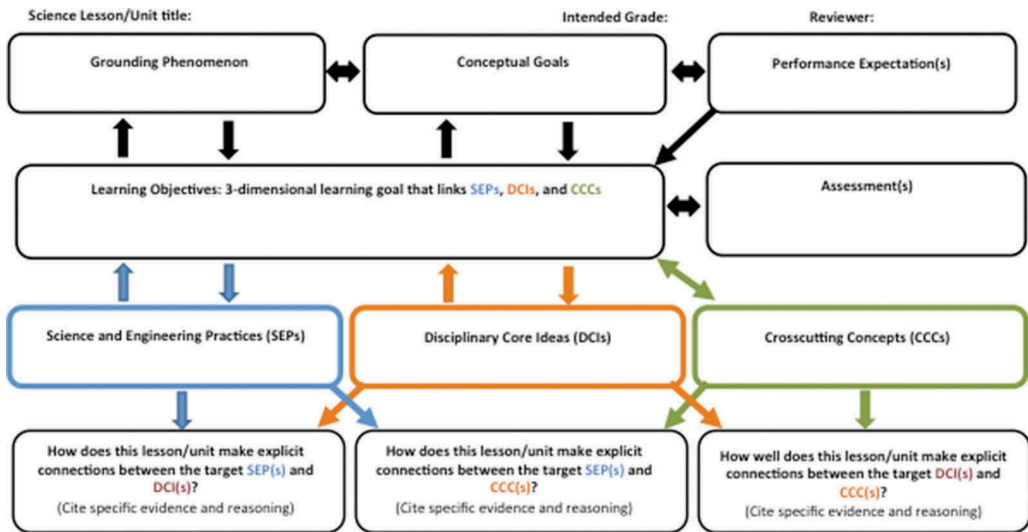 Science Lesson/Unit title:
Intended Grade:
Reviewer:
Grounding Phenomenon
Conceptual Goals
Performance Expectation(s)
Learning Objectives: 3-dimensional learning goal that links SEPs, DCIs, and CCCs
Assessment(s)
Science and Engineering Practices (SEPs)
Disciplinary Core Ideas (DCIs)
Crosscutting Concepts (CCCs)
How does this lesson/unit make explicit
connections between the target SEP(s) and
DCI(s)?
(Cite specific evidence and reasoning)
How does this lesson/unit make explicit
connections between the target SEP(s) and
CCC(s)?
(Cite specific evidence and reasoning)
How well does this lesson/unit make explicit
connections between the target DCI(s) and
CCC(s)?
(Cite specific evidence and reasoning)